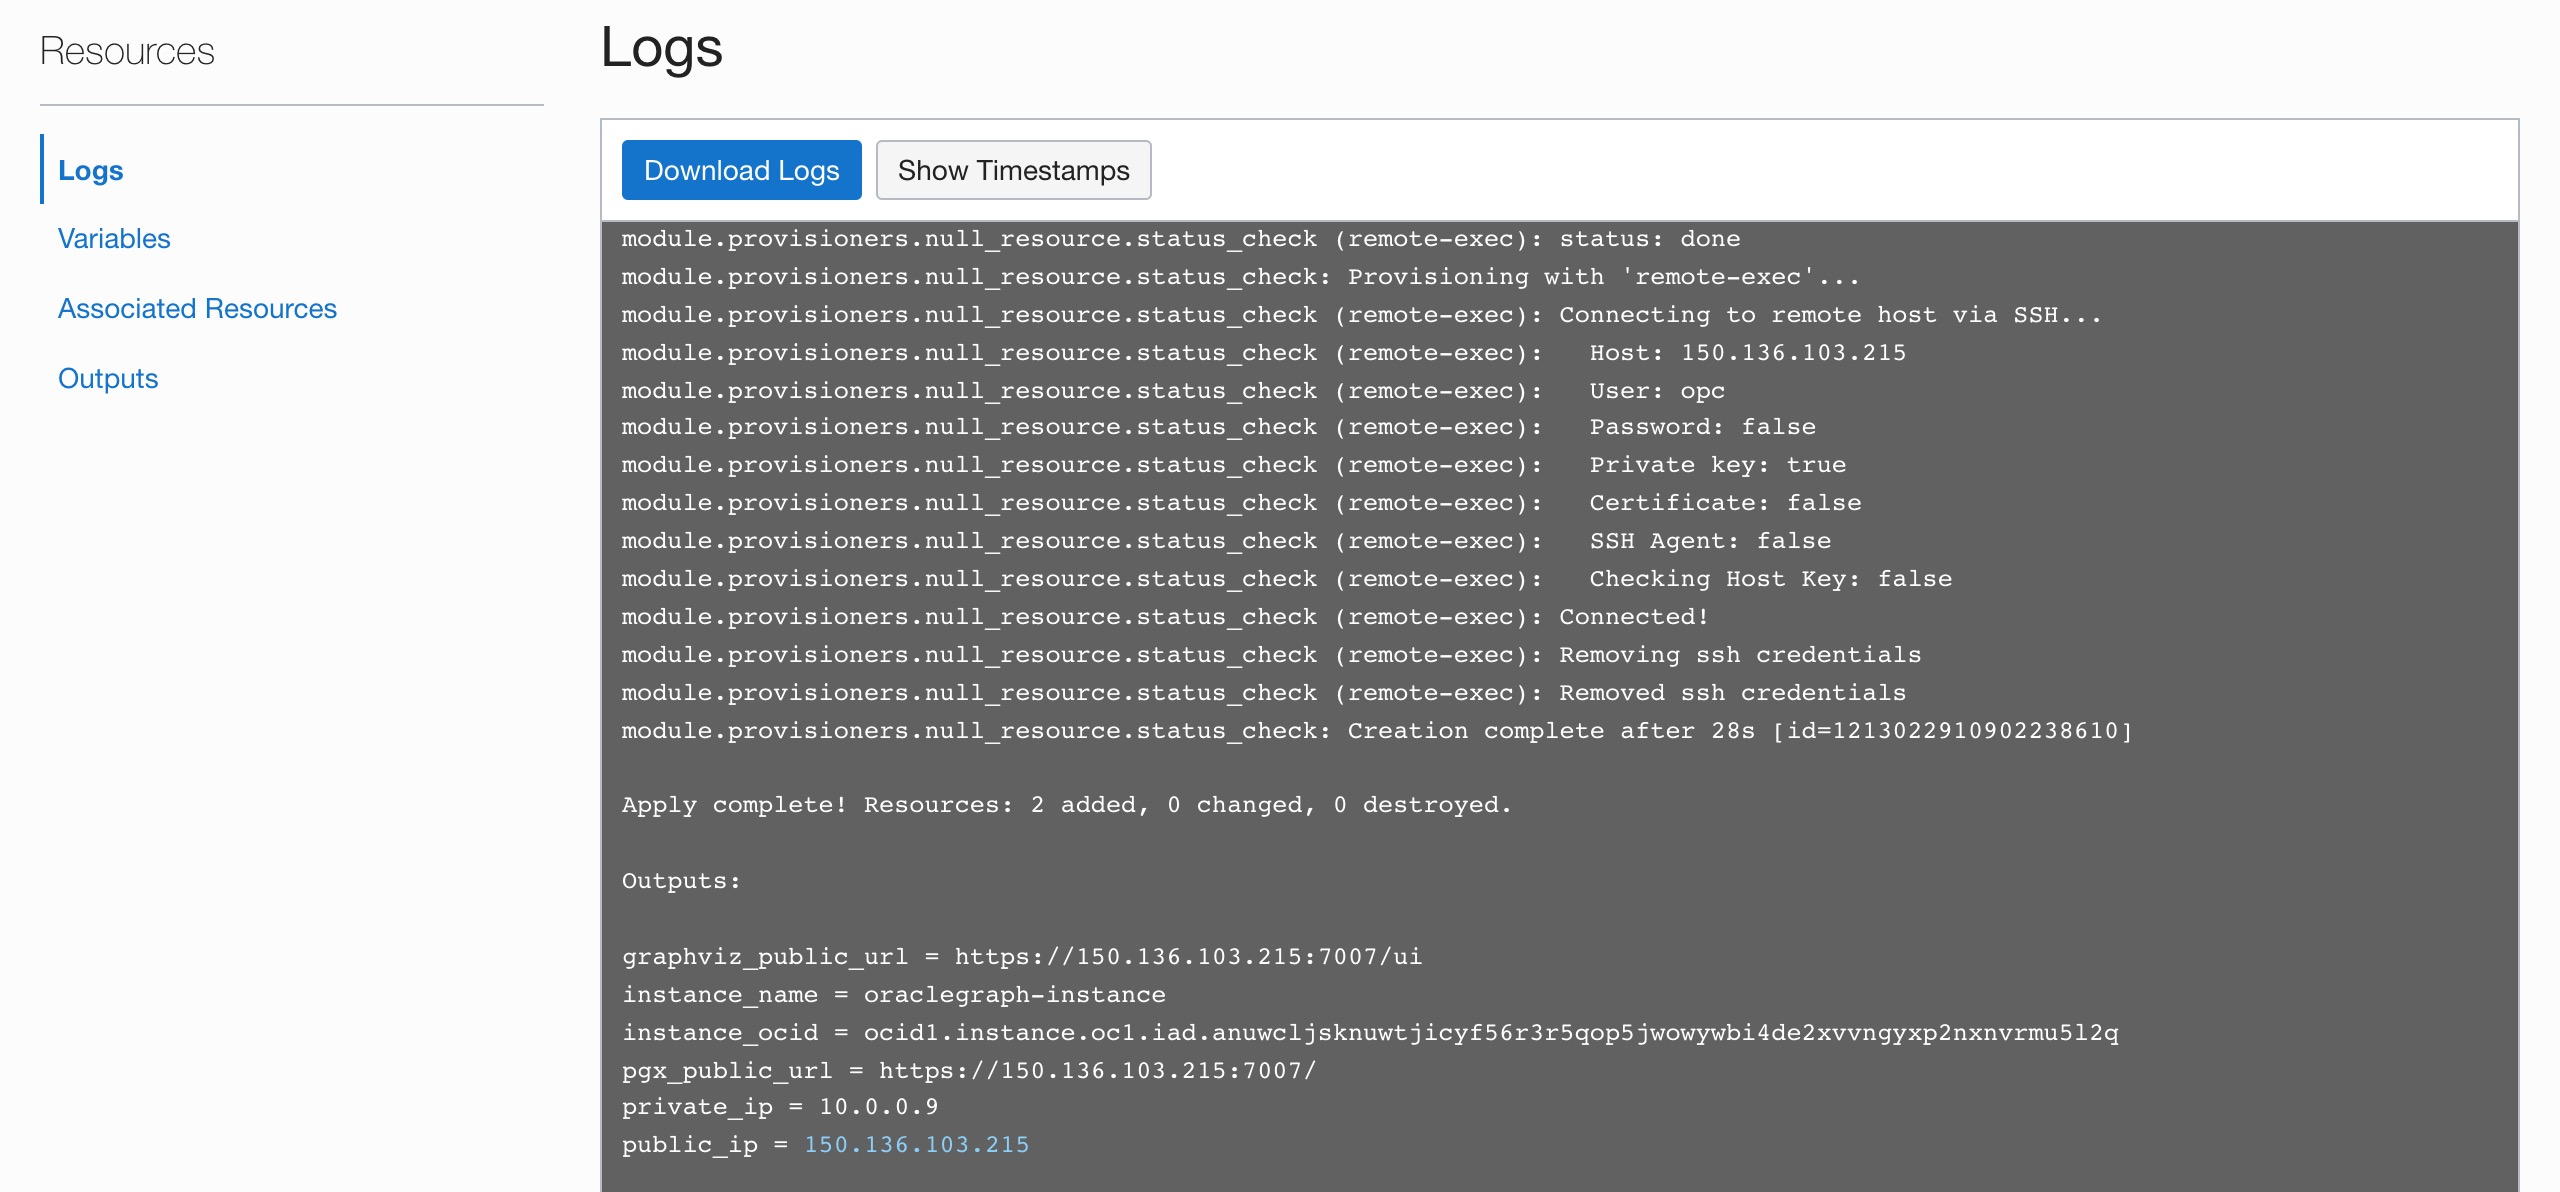 Resources
Logs
Variables
Associated Resources
Outputs
Logs
Download Logs Show Timestamps
module.provisioners.null_resource.status_check (remote-exec): status: done
module.provisioners.null_resource.status_check: Provisioning with 'remote-exec'...
module.provisioners.null_resource.status_check (remote-exec): Connecting to remote host via SSH...
module.provisioners.null_resource.status_check (remote-exec):   Host: 150.136.103.215
module.provisioners.null_resource.status_check (remote-exec):   User: opc
module.provisioners.null_resource.status_check (remote-exec):   Password: false
module.provisioners.null_resource.status_check (remote-exec):   Private key: true
module.provisioners.null_resource.status_check (remote-exec):   Certificate: false
module.provisioners.null_resource.status_check (remote-exec):   SSH Agent: false
module.provisioners.null_resource.status_check (remote-exec):   Checking Host Key: false
module.provisioners.null_resource.status_check (remote-exec): Connected!
module.provisioners.null_resource.status_check (remote-exec): Removing ssh credentials
module.provisioners.null_resource.status_check (remote-exec): Removed ssh credentials
module.provisioners.null_resource.status_check: Creation complete after 28s [id=1213022910902238610]
Apply complete! Resources: 2 added, 0 changed, 0 destroyed.
Outputs:
graphviz_public_url = https://150.136.103.215:7007/ui
instance_name = oraclegraph-instance
instance_ocid = ocid1.instance.oc1.iad.anuwcljsknuwtjicyf56r3r5qop5jwowywbi4de2xvvngyxp2nxnvrmu5l2q
pgx_public_url = https://150.136.103.215:7007/
private_ip = 10.0.0.9
public_ip = 150.136.103.215